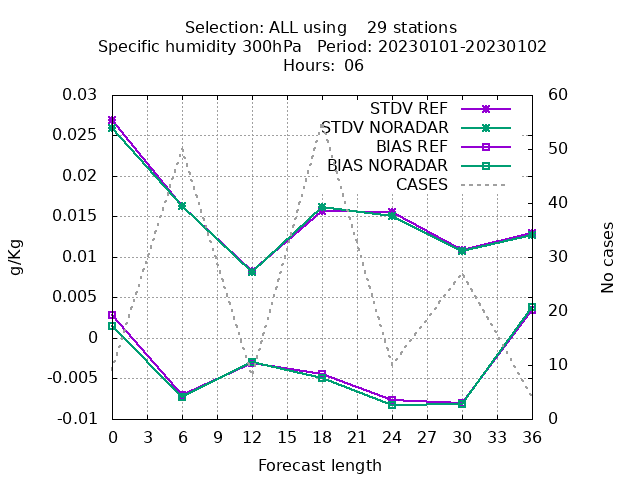 Selection: ALL using    29 stations
Specific humidity 300hPa   Period: 20230101-20230102
Hours:  06
0.03
0.025
0.02
0.015
0.01
0.005
0
-0.005
-0.01
g/Kg
STDV REF
STDV NORADAR
BIAS REF
BIAS NORADAR
CASES
60
50
40
30
20
10
0
No cases
0 3 6 9 12 15 18 21 24 27 30 33 36
Forecast length